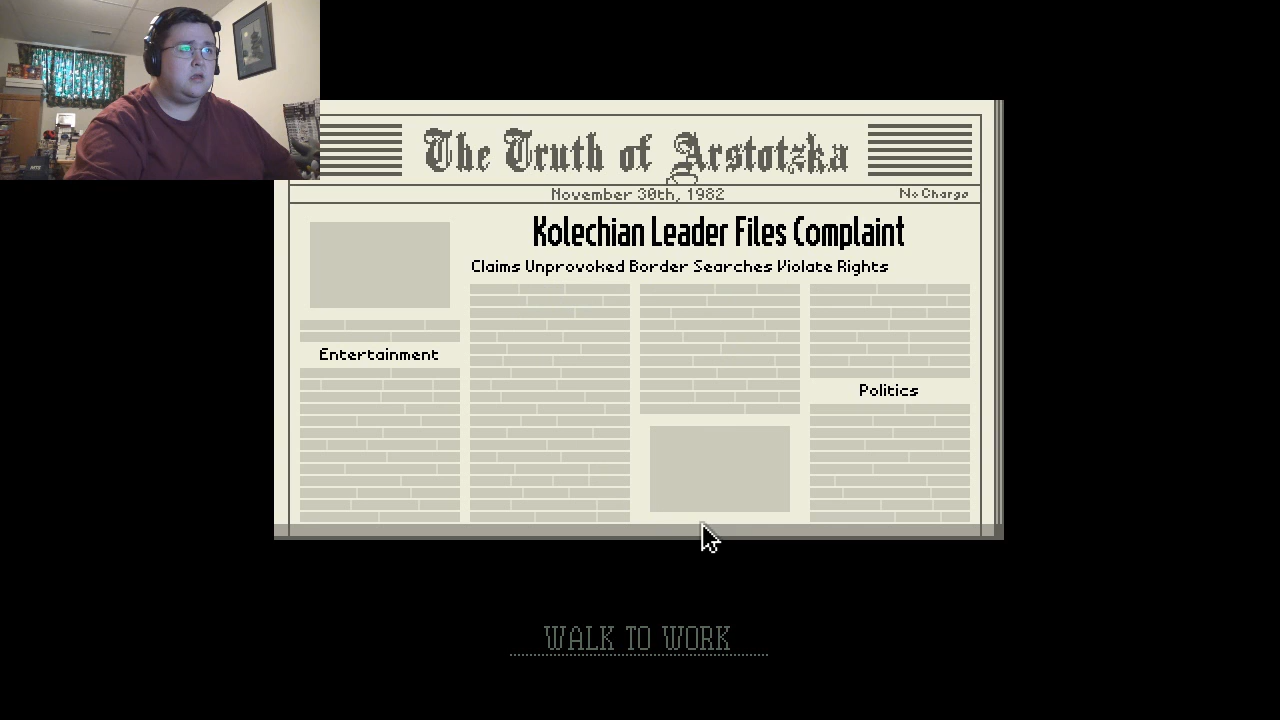 The Truth of Arstotzka
November 30th, 1982
No Charge
Kolechian Leader Files Complaint
Claims Unprovoked Border Searches Violate Rights
Entertainment
Politics
WALK TO WORK